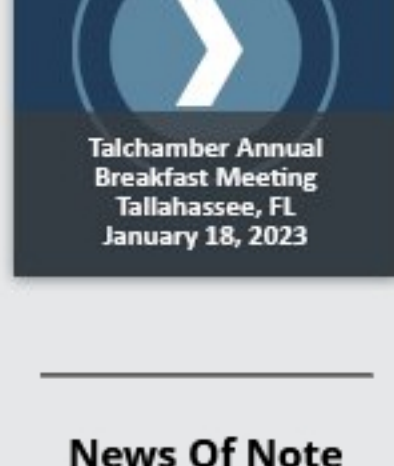 Talchamber Annual
Breakfast Meeting
Tallahassee, FL
January 18, 2023
News Of Note